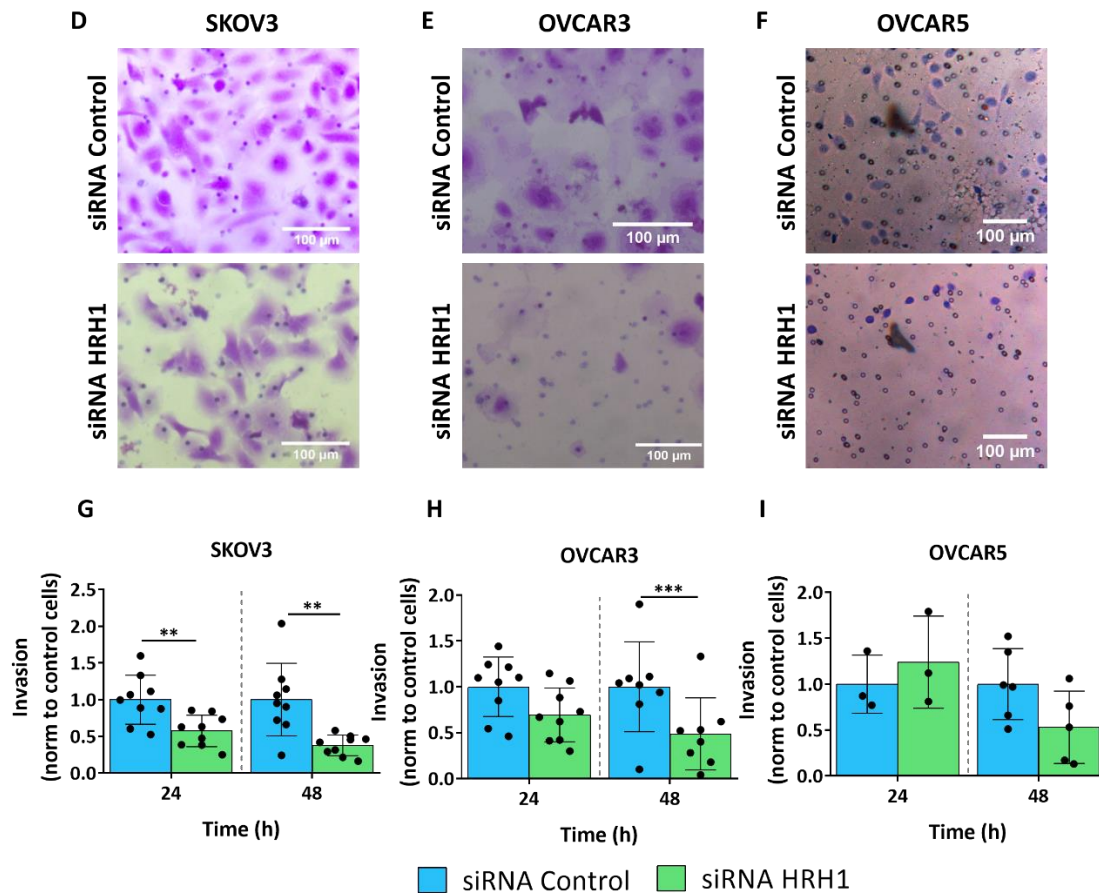 D SKOV3 E OVCAR3 F OVCAR5
siRNA Control
100 µm
siRNA Control
100 µm
siRNA Control
100 µm
siRNA HRH1
100 µm
siRNA HRH1
100 µm
siRNA HRH1
100 µm
G
SKOV3
Invasion
(norm to control cells)
2.5
2.0
1.5
1.0
0.5
0.0
**
**
24 48
Time (h)
H
OVCAR3
Invasion
(norm to control cells)
2.0
1.5
1.0
0.5
0.0
***
24 48
Time (h)
I
OVCAR5
Invasion
(norm to control cells)
2.0
1.5
1.0
0.5
0.0
24 48
Time (h)
siRNA Control siRNA HRH1